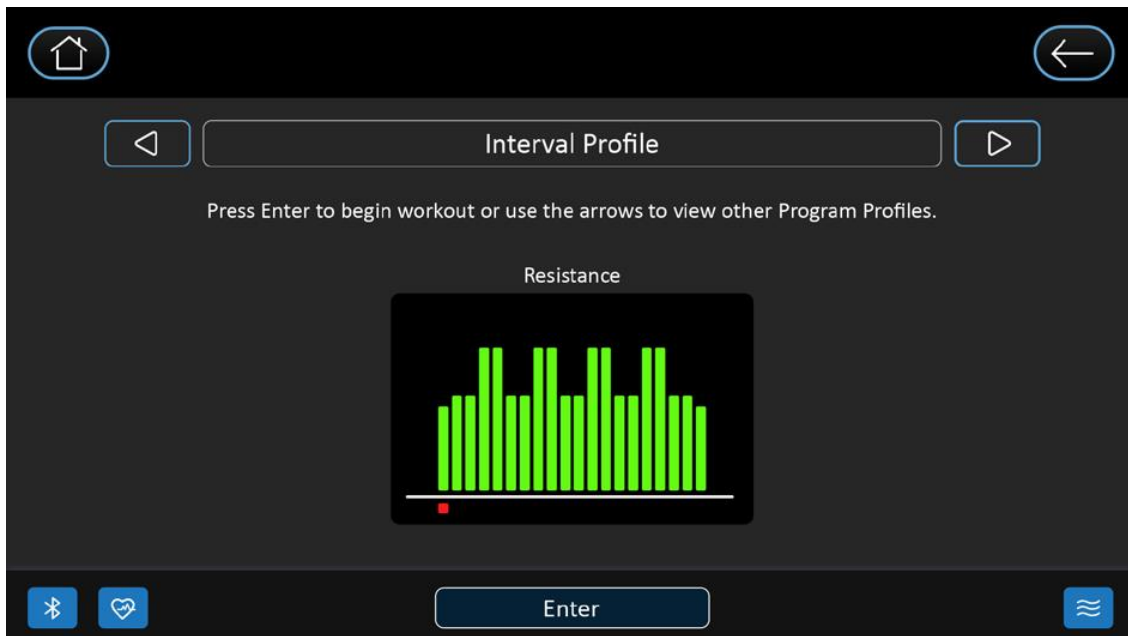 Interval Profile
Press Enter to begin workout or use the arrows to view other Program Profiles.
Resistance
Enter